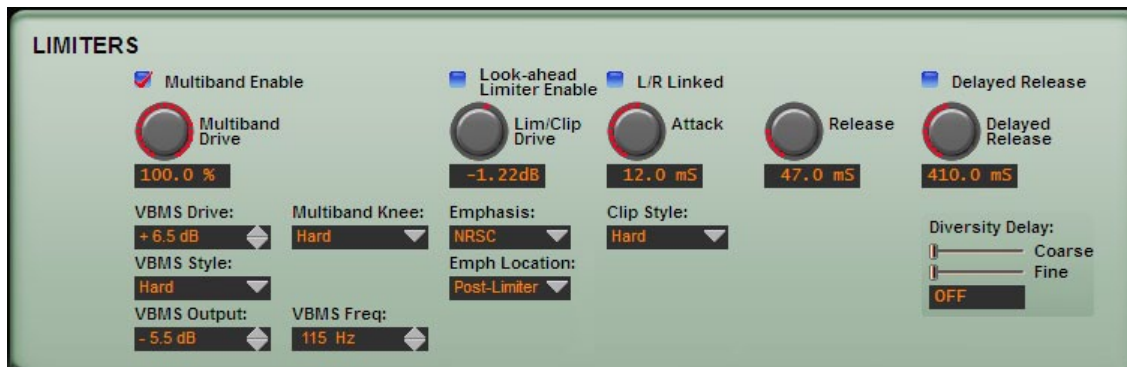 LIMITERS
Multiband Enable
Look-ahead
Limiter Enable
L/R Linked
Delayed Release
Multiband
Drive
Lim/Clip
Drive
Attack
Release
Delayed
Release
100.0 %
-1.22dB
12.0 mS
47.0 mS
410.0 mS
VBMS Drive:
Multiband Knee:
Emphasis:
Clip Style:
+ 6.5 dB
Hard
NRSC
Hard
Diversity Delay:
Coarse
Fine
OFF
VBMS Style:
Emph Location:
Hard
Post-Limiter
VBMS Output:
VBMS Freq:
- 5.5 dB
115 Hz